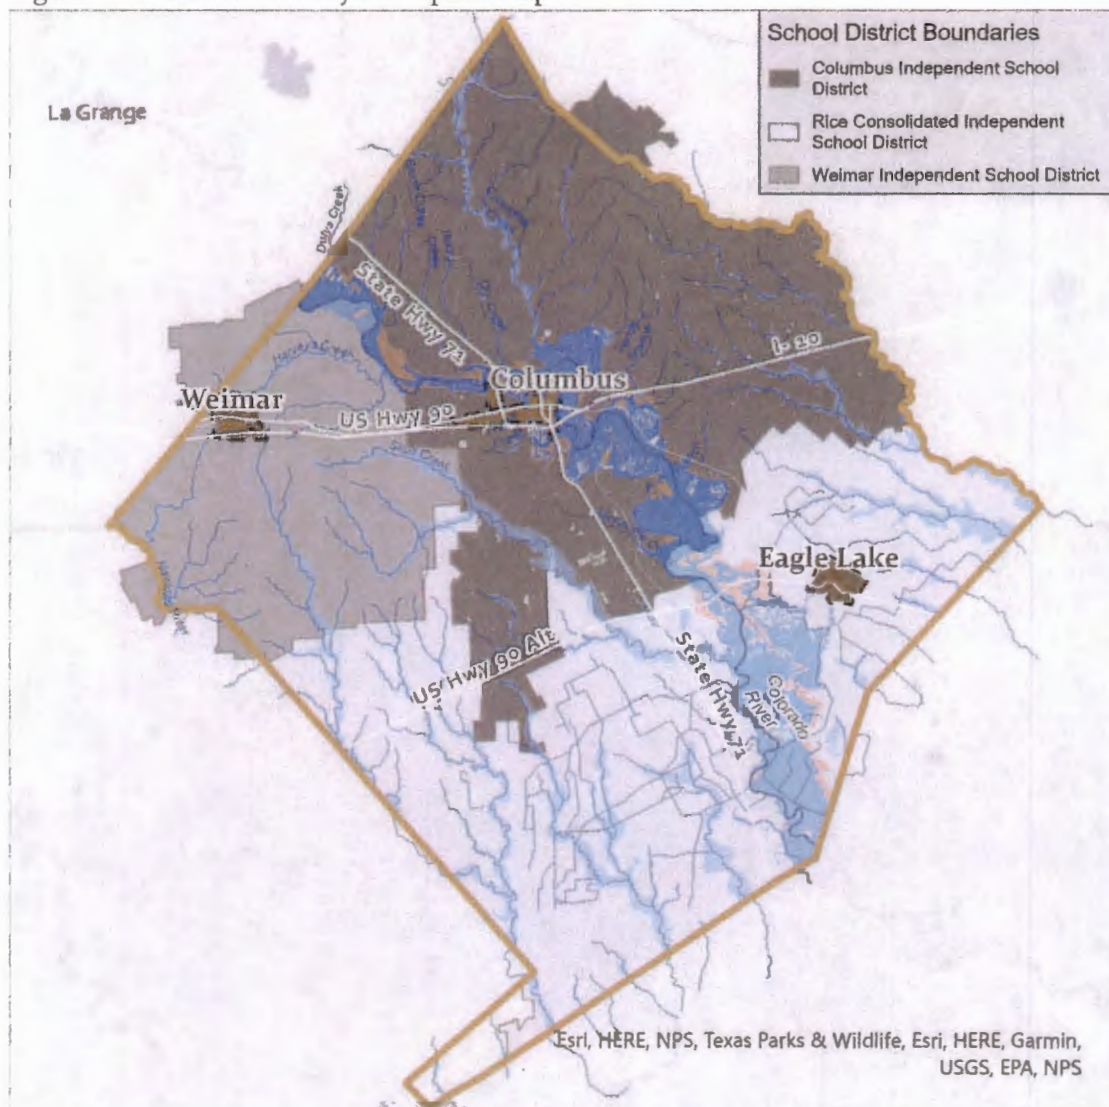 School District Boundaries
Columbus Independent School
District
Rice Consolidated Independent
School District
Weimar Independent School District
La Grange
State Hwy 71
I- 20
Columbus
Weimar
US Hwy 90
Harvey's Creek
Eagle Lake
US Hwy 90 Alt
State Hwy 71
Colorado
River
Esri, HERE, NPS, Texas Parks & Wildlife, Esri, HERE, Garmin,
USGS, EPA, NPS